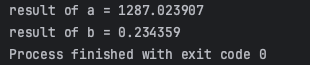 result of a = 1287.023907
result of b = 0.234359
Process finished with exit code 0